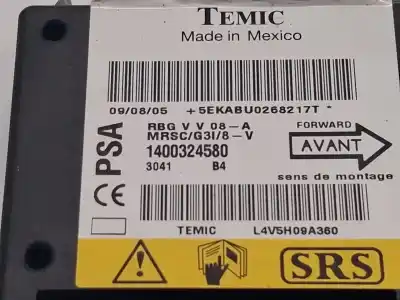 TEMIC
Made in Mexico
09/08/05 +5EKABU0268217T *
PSA
RBG V V 08-A
MRSC/G3I/8-V
1400324580
3041 B4
FORWARD
AVANT
sens de montage
CE
TEMIC L4V5H09A360
SRS